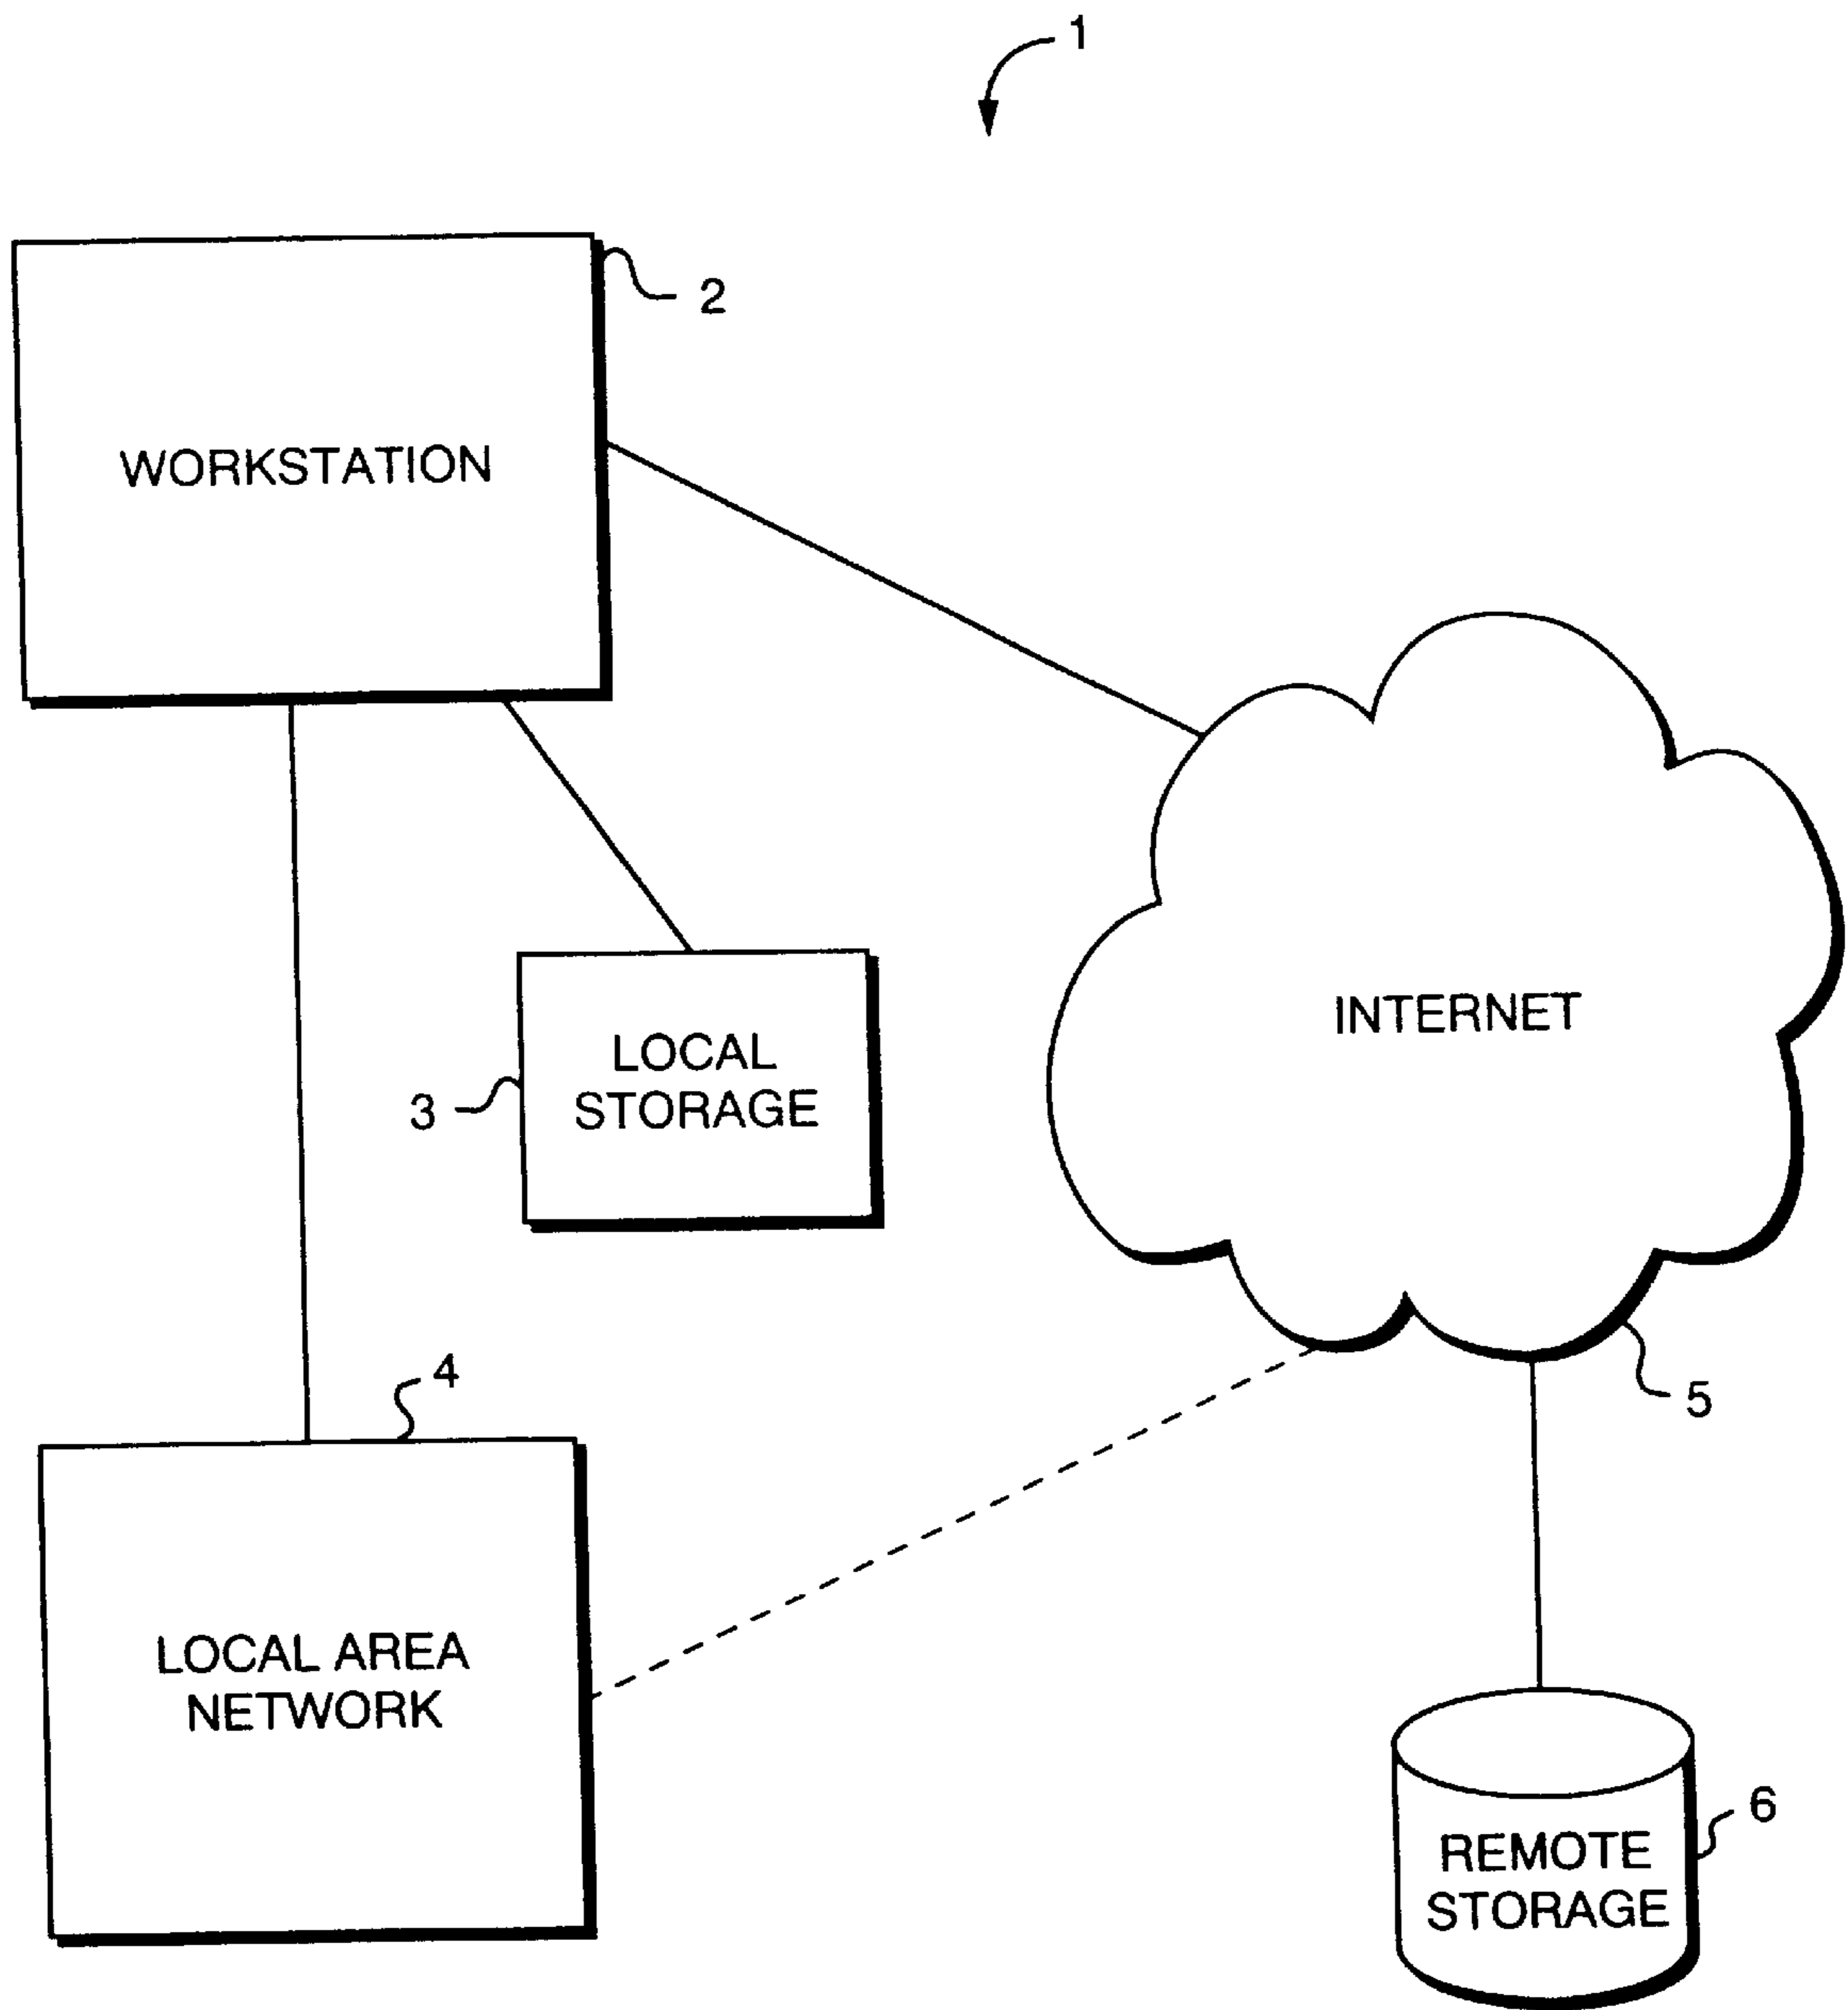 1
2
WORKSTATION
INTERNET
LOCAL
STORAGE
3
4
5
LOCAL AREA
NETWORK
6
REMOTE
STORAGE